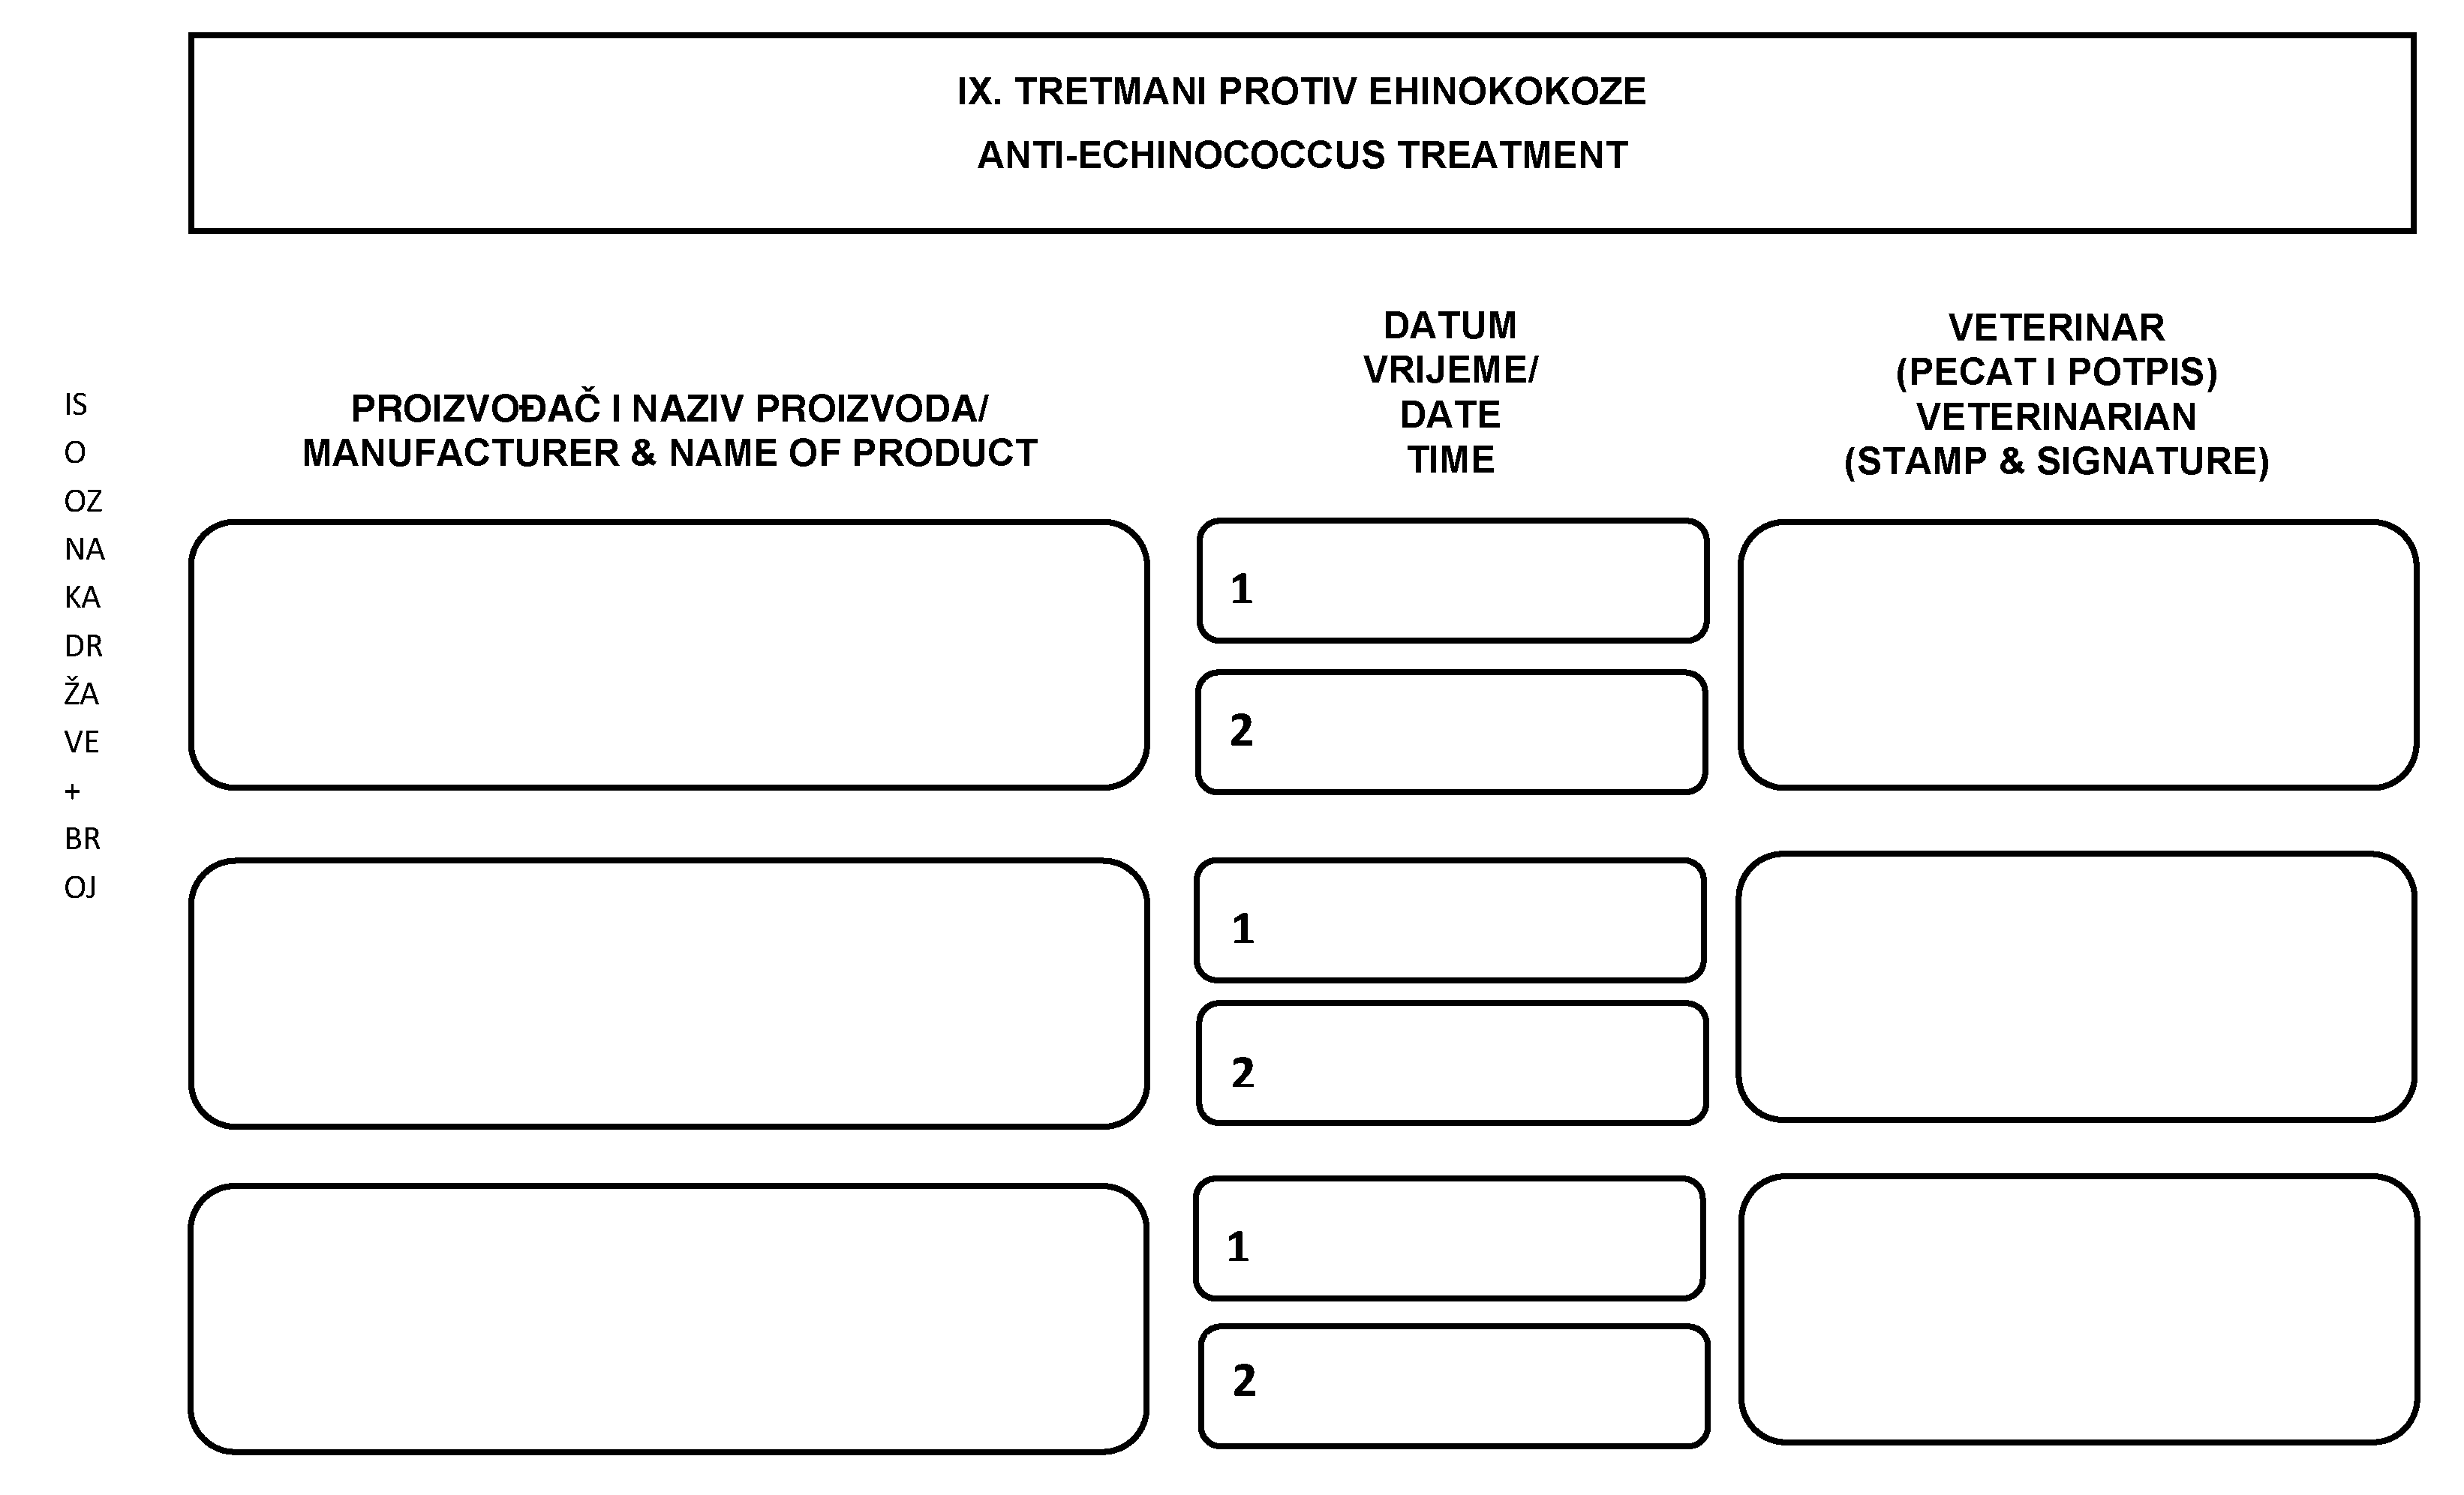 IX. TRETMANI PROTIV EHINOKOKOZE
ANTI-ECHINOCOCCUS TREATMENT
IS
O
OZ
NA
KA
DR
ŽA
VE
+
BR
OJ
PROIZVOĐAČ I NAZIV PROIZVODA/
MANUFACTURER & NAME OF PRODUCT
DATUM
VRIJEME/
DATE
TIME
VETERINAR
(PECAT I POTPIS)
VETERINARIAN
(STAMP & SIGNATURE)
1
2
1
2
1
2